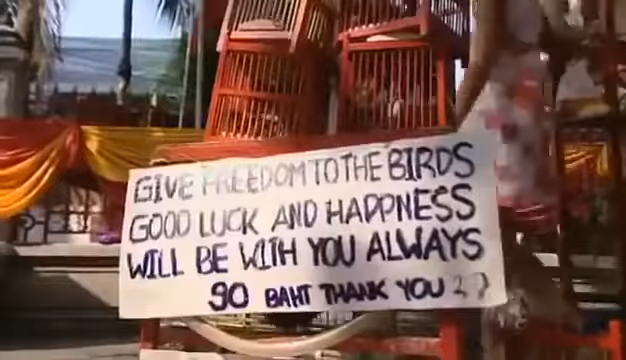 GIVE FREEDOM TO THE BIRDS
GOOD LUCK AND HAPPNESS
WILL BE WITH YOU ALWAYS
90 BAHT THANK YOU